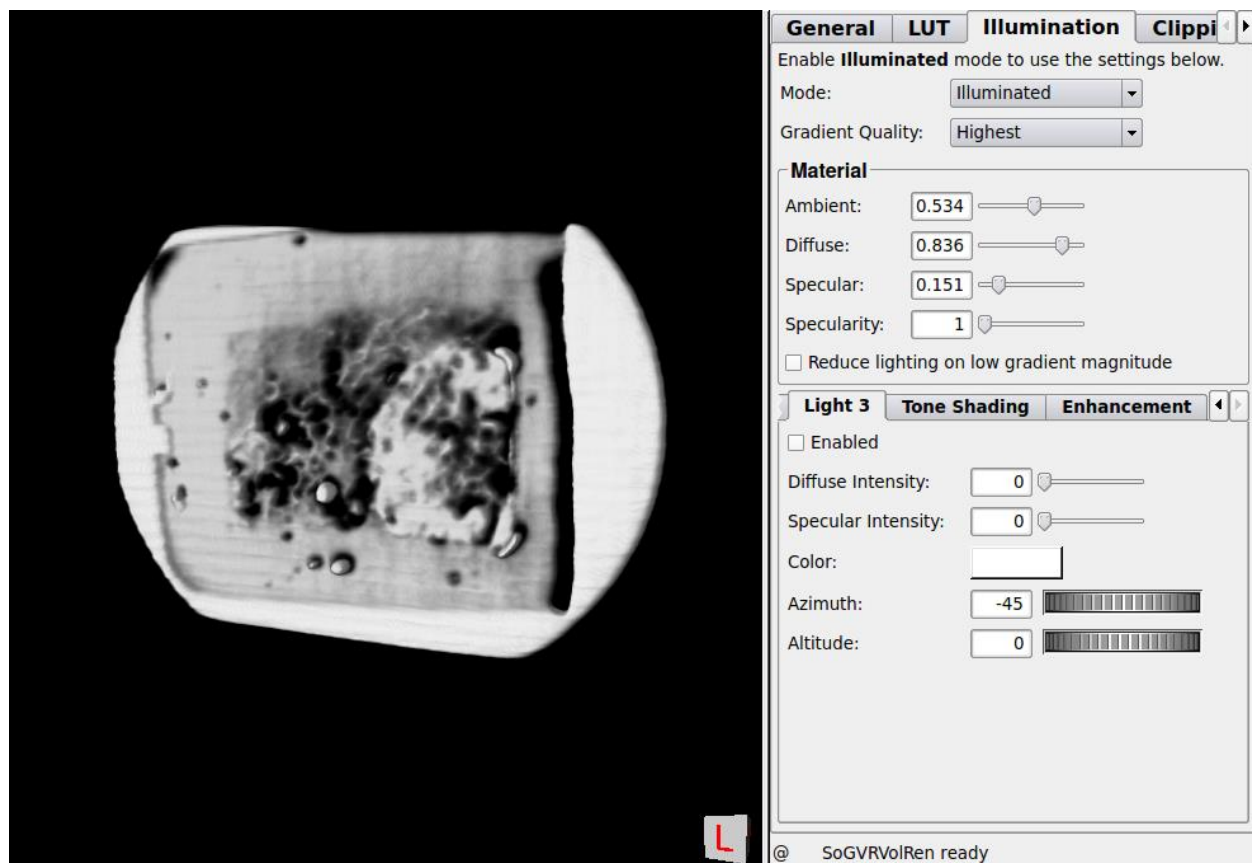 General LUT Illumination Clippi
Enable Illuminated mode to use the settings below.
Mode: Illuminated
Gradient Quality: Highest
Material
Ambient: 0.534
Diffuse: 0.836
Specular: 0.151
Specularity: 1
Reduce lighting on low gradient magnitude
Light 3 Tone Shading Enhancement
Enabled
Diffuse Intensity: 0
Specular Intensity: 0
Color:
Azimuth: -45
Altitude: 0
L
@ SoGVRVolRen ready